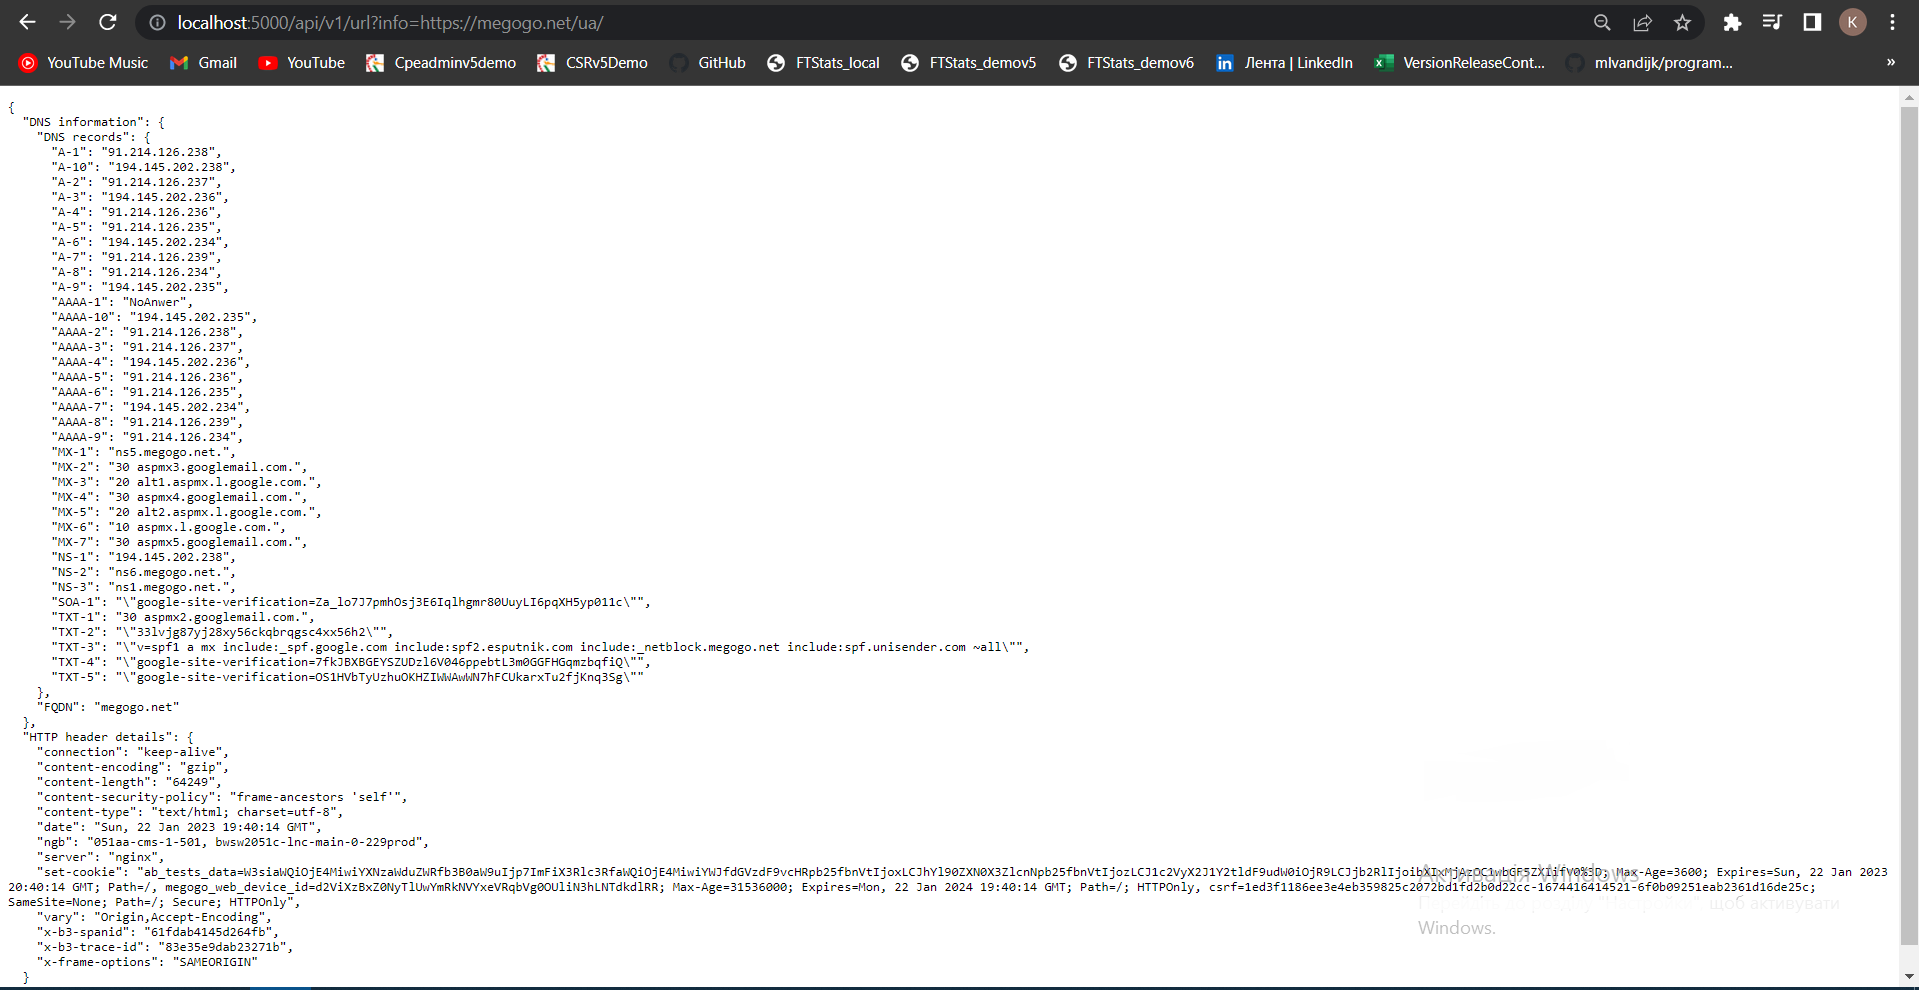 localhost:5000/api/v1/url?info=https://megogo.net/ua/
K
YouTube Music Gmail YouTube Cpeadminv5demo CSRv5Demo GitHub FTStats_local FTStats_demov5 FTStats_demov6 Лента | LinkedIn VersionReleaseCont... mlvandijk/program... »
{
"DNS information": {
"DNS records": {
"A-1": "91.214.126.238",
"A-10": "194.145.202.238",
"A-2": "91.214.126.237",
"A-3": "194.145.202.236",
"A-4": "91.214.126.236",
"A-5": "91.214.126.235",
"A-6": "194.145.202.234",
"A-7": "91.214.126.239",
"A-8": "91.214.126.234",
"A-9": "194.145.202.235",
"AAAA-1": "NoAnwer",
"AAAA-10": "194.145.202.235",
"AAAA-2": "91.214.126.238",
"AAAA-3": "91.214.126.237",
"AAAA-4": "194.145.202.236",
"AAAA-5": "91.214.126.236",
"AAAA-6": "91.214.126.235",
"AAAA-7": "194.145.202.234",
"AAAA-8": "91.214.126.239",
"AAAA-9": "91.214.126.234",
"MX-1": "ns5.megogo.net.",
"MX-2": "30 aspmx3.googlemail.com.",
"MX-3": "20 alt1.aspmx.l.google.com.",
"MX-4": "30 aspmx4.googlemail.com.",
"MX-5": "20 alt2.aspmx.l.google.com.",
"MX-6": "10 aspmx.l.google.com.",
"MX-7": "30 aspmx5.googlemail.com.",
"NS-1": "194.145.202.238",
"NS-2": "ns6.megogo.net.",
"NS-3": "ns1.megogo.net.",
"SOA-1": "\"google-site-verification=Za_lo7J7pmhOsj3E6Iqlhgmr80UuyLI6pqXH5yp011c\"",
"TXT-1": "30 aspmx2.googlemail.com.",
"TXT-2": "\"33lvjg87yj28xy56ckqbrqgsc4xx56h2\"",
"TXT-3": "\"v=spf1 a mx include:_spf.google.com include:spf2.esputnik.com include:_netblock.megogo.net include:spf.unisender.com ~all\"",
"TXT-4": "\"google-site-verification=7fkJBXBGEYSZUDzl6V046ppebtL3m0GGFHGqmzbqfiQ\"",
"TXT-5": "\"google-site-verification=OS1HVbTyUzhuOKHZIWWAwWN7hFCUkarxTu2fjKnq3Sg\""
},
"FQDN": "megogo.net"
},
"HTTP header details": {
"connection": "keep-alive",
"content-encoding": "gzip",
"content-length": "64249",
"content-security-policy": "frame-ancestors 'self'",
"content-type": "text/html; charset=utf-8",
"date": "Sun, 22 Jan 2023 19:40:14 GMT",
"ngb": "051aa-cms-1-501, bwsw2051c-lnc-main-0-229prod",
"server": "nginx",
"set-cookie": Max-Age=3600; Expires=Sun, 22 Jan 2023
20:40:14 GMT; Path=/, megogo_web_device_id=d2ViXzBxZ0NyTlUwYmRkNVYxeVRqbVg0OUliN3hLNTdkdlRR; Max-Age=31536000; Expires=Mon, 22 Jan 2024 19:40:14 GMT; Path=/; HTTPOnly, csrf=1ed3f1186ee3e4eb359825c2072bd1fd2b0d22cc-1674416414521-6f0b09251eab2361d16de25c;
SameSite=None; Path=/; Secure; HTTPOnly",
"vary": "Origin,Accept-Encoding",
"x-b3-spanid": "61fdab4145d264fb",
"x-b3-trace-id": "83e35e9dab23271b",
"x-frame-options": "SAMEORIGIN"
}
Активація Windows
Перейдіть до розділу "Настройки", щоб активувати
Windows.